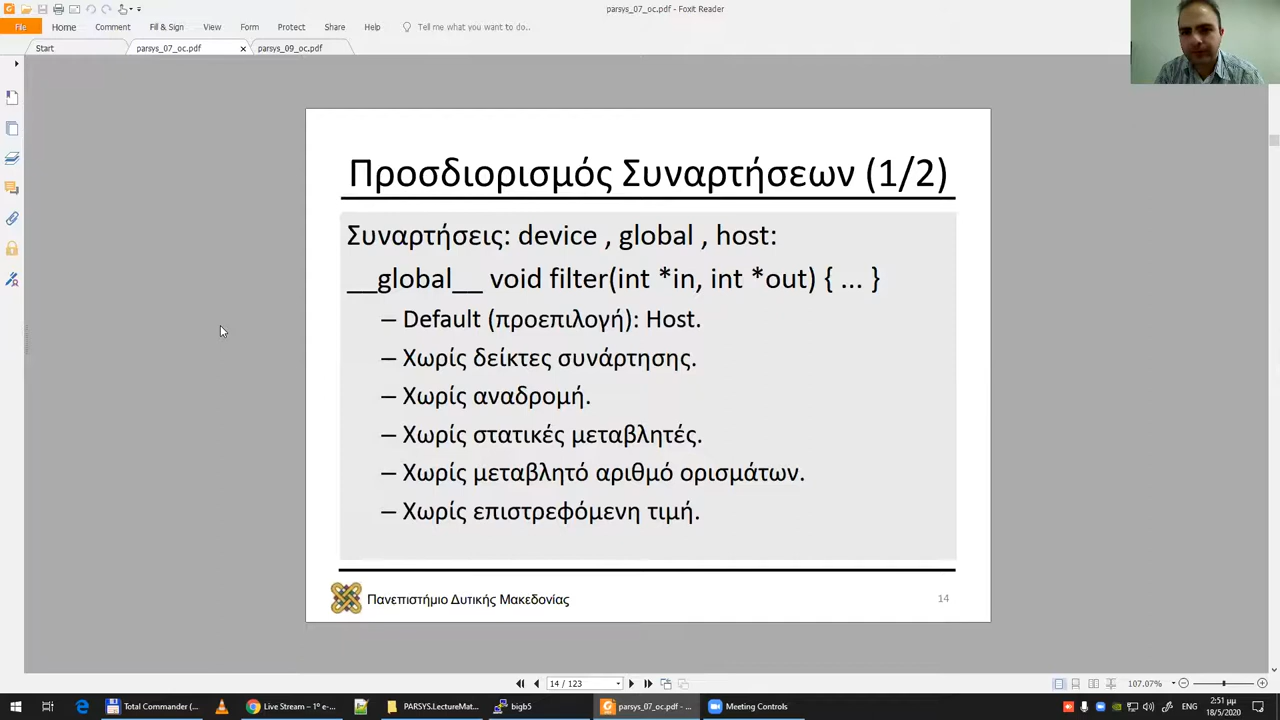 parsys_07_oc.pdf - Foxit Reader
File Home Comment Fill & Sign View Form Protect Share Help Tell me what you want to do..
Start parsys_07_oc.pdf parsys_09_oc.pdf
Προσδιορισμός Συναρτήσεων (1/2)
Συναρτήσεις: device , global , host:
__global__ void filter(int *in, int *out) { ... }
– Default (προεπιλογή): Host.
– Χωρίς δείκτες συνάρτησης.
– Χωρίς αναδρομή.
– Χωρίς στατικές μεταβλητές.
– Χωρίς μεταβλητό αριθμό ορισμάτων.
– Χωρίς επιστρεφόμενη τιμή.
Πανεπιστήμιο Δυτικής Μακεδονίας
14
14 / 123
107.07%
Total Commander (... Live Stream – 1º e-... PARSYS.LectureMat... bigb5 parsys_07_oc.pdf - ... Meeting Controls
ENG 2:51 μμ
18/5/2020